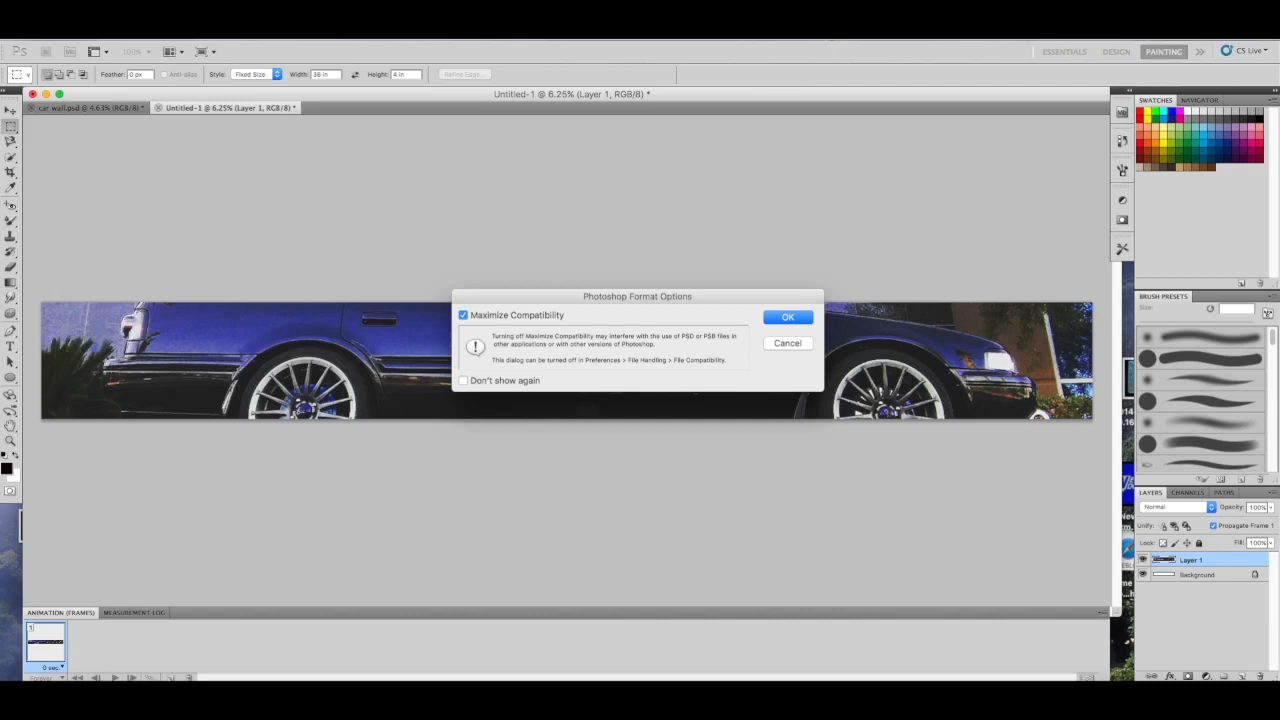 Ps Br Mb 100% ESSENTIALS DESIGN PAINTING CS Live
Feather: 0 px Anti-alias Style: Fixed Size Width: 36 in Height: 4 in Refine Edge...
Untitled-1 @ 6.25% (Layer 1, RGB/8) *
car wall.psd @ 4.63% (RGB/8) * Untitled-1 @ 6.25% (Layer 1, RGB/8) *
SWATCHES NAVIGATOR
Photoshop Format Options
Maximize Compatibility
OK
Turning off Maximize Compatibility may interfere with the use of PSD or PSB files in
other applications or with other versions of Photoshop.
Cancel
This dialog can be turned off in Preferences > File Handling > File Compatibility.
Don't show again
BRUSH PRESETS
Size:
LAYERS CHANNELS PATHS
Normal Opacity: 100%
Unify: Propagate Frame 1
Lock: Fill: 100%
Layer 1
Background
ANIMATION (FRAMES) MEASUREMENT LOG
1
0 sec.
Forever